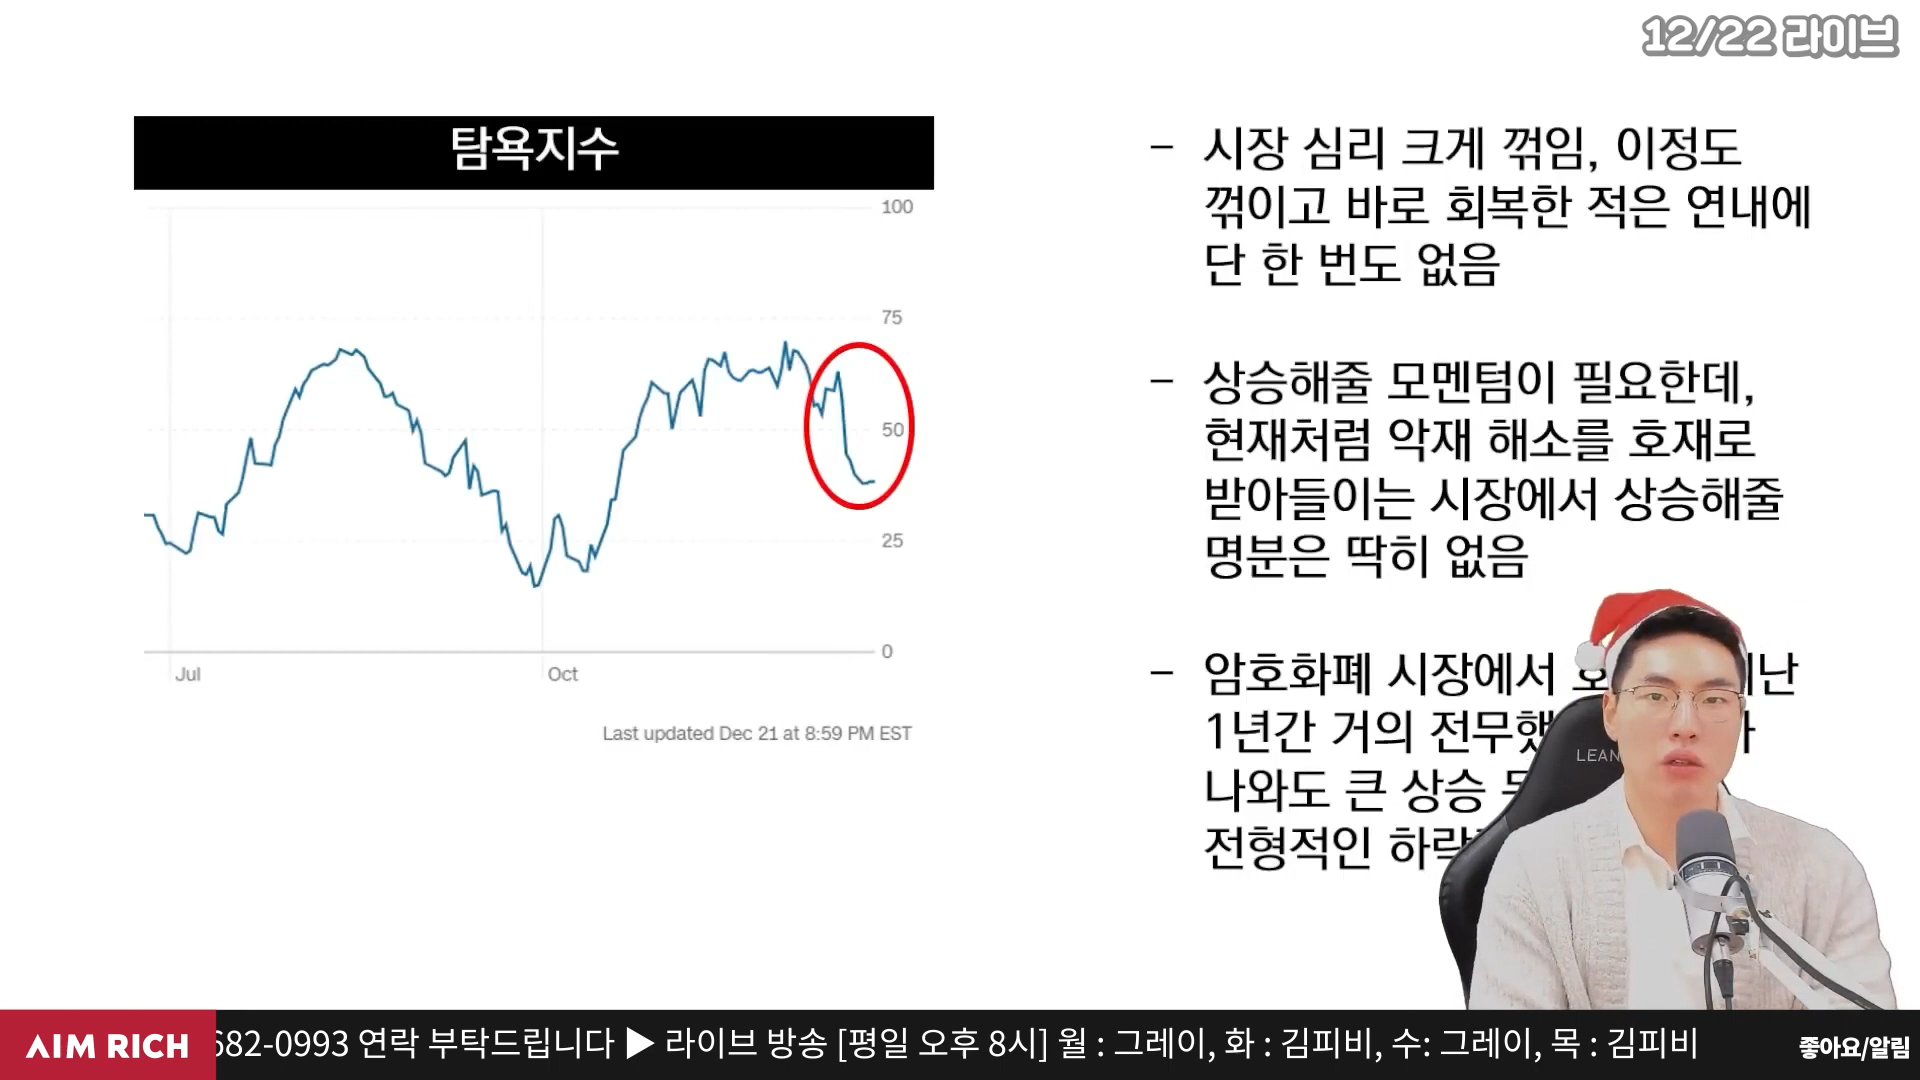 12/22 라이브
탐욕지수
100
75
50
25
0
Jul
Oct
Last updated Dec 21 at 8:59 PM EST
– 시장 심리 크게 꺾임, 이정도
꺾이고 바로 회복한 적은 연내에
단 한 번도 없음
– 상승해줄 모멘텀이 필요한데,
현재처럼 악재 해소를 호재로
받아들이는 시장에서 상승해줄
명분은 딱히 없음
– 암호화폐 시장에서
1년간 거의
나와도 큰 상승
전형적인
LEAN
AIM RICH
682-0993 연락 부탁드립니다 ▶ 라이브 방송 [평일 오후 8시] 월 : 그레이, 화 : 김피비, 수: 그레이, 목 : 김피비
좋아요/알림